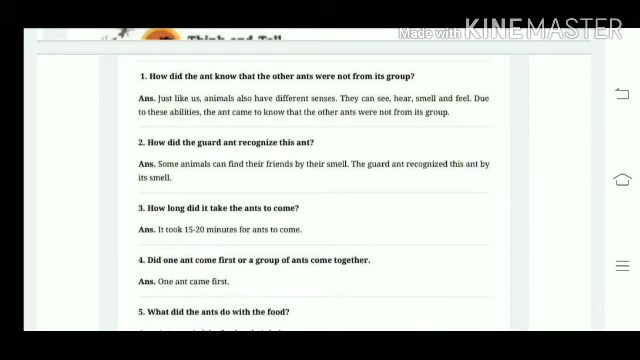 Made with KINEMASTER
Think and Tell
1. How did the ant know that the other ants were not from its group?
Ans. Just like us, animals also have different senses. They can see, hear, smell and feel. Due
to these abilities, the ant came to know that the other ants were not from its group.
2. How did the guard ant recognize this ant?
Ans. Some animals can find their friends by their smell. The guard ant recognized this ant by
its smell.
3. How long did it take the ants to come?
Ans. It took 15-20 minutes for ants to come.
4. Did one ant come first or a group of ants come together.
Ans. One ant came first.
5. What did the ants do with the food?